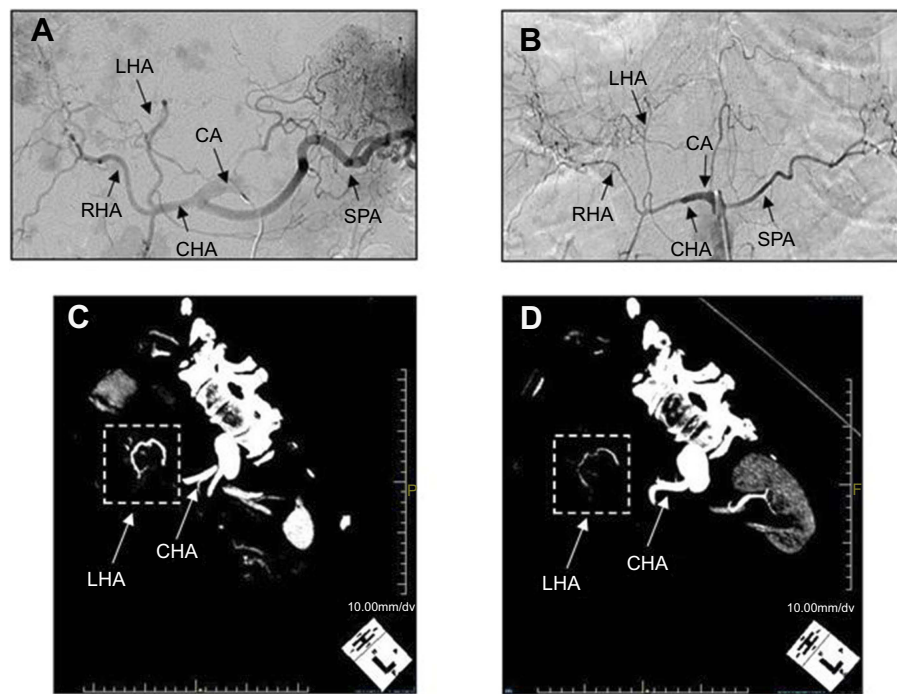 A
LHA
CA
RHA
CHA
SPA
B
LHA
CA
RHA
CHA
SPA
C
P
CHA
LHA
10.00mm/dv
L
D
F
CHA
LHA
10.00mm/dv
L